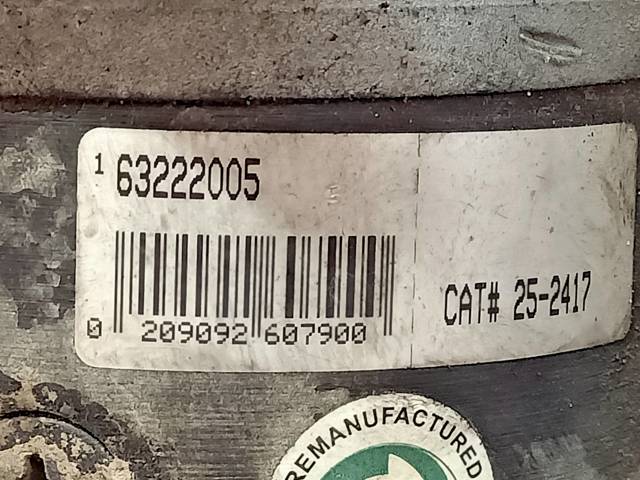 1 63222005
0 209092 607900
CAT# 25-2417
REMANUFACTURED